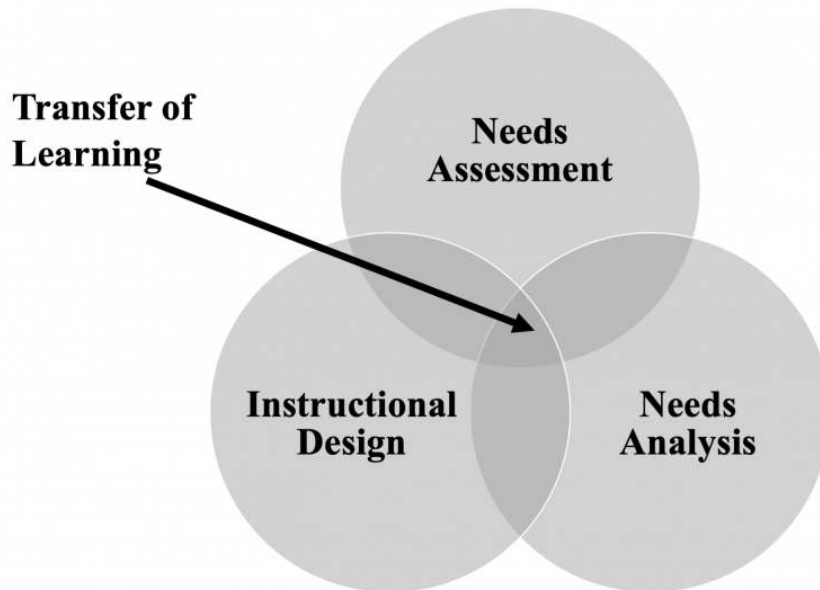 Transfer of
Learning
Needs
Assessment
Instructional
Design
Needs
Analysis